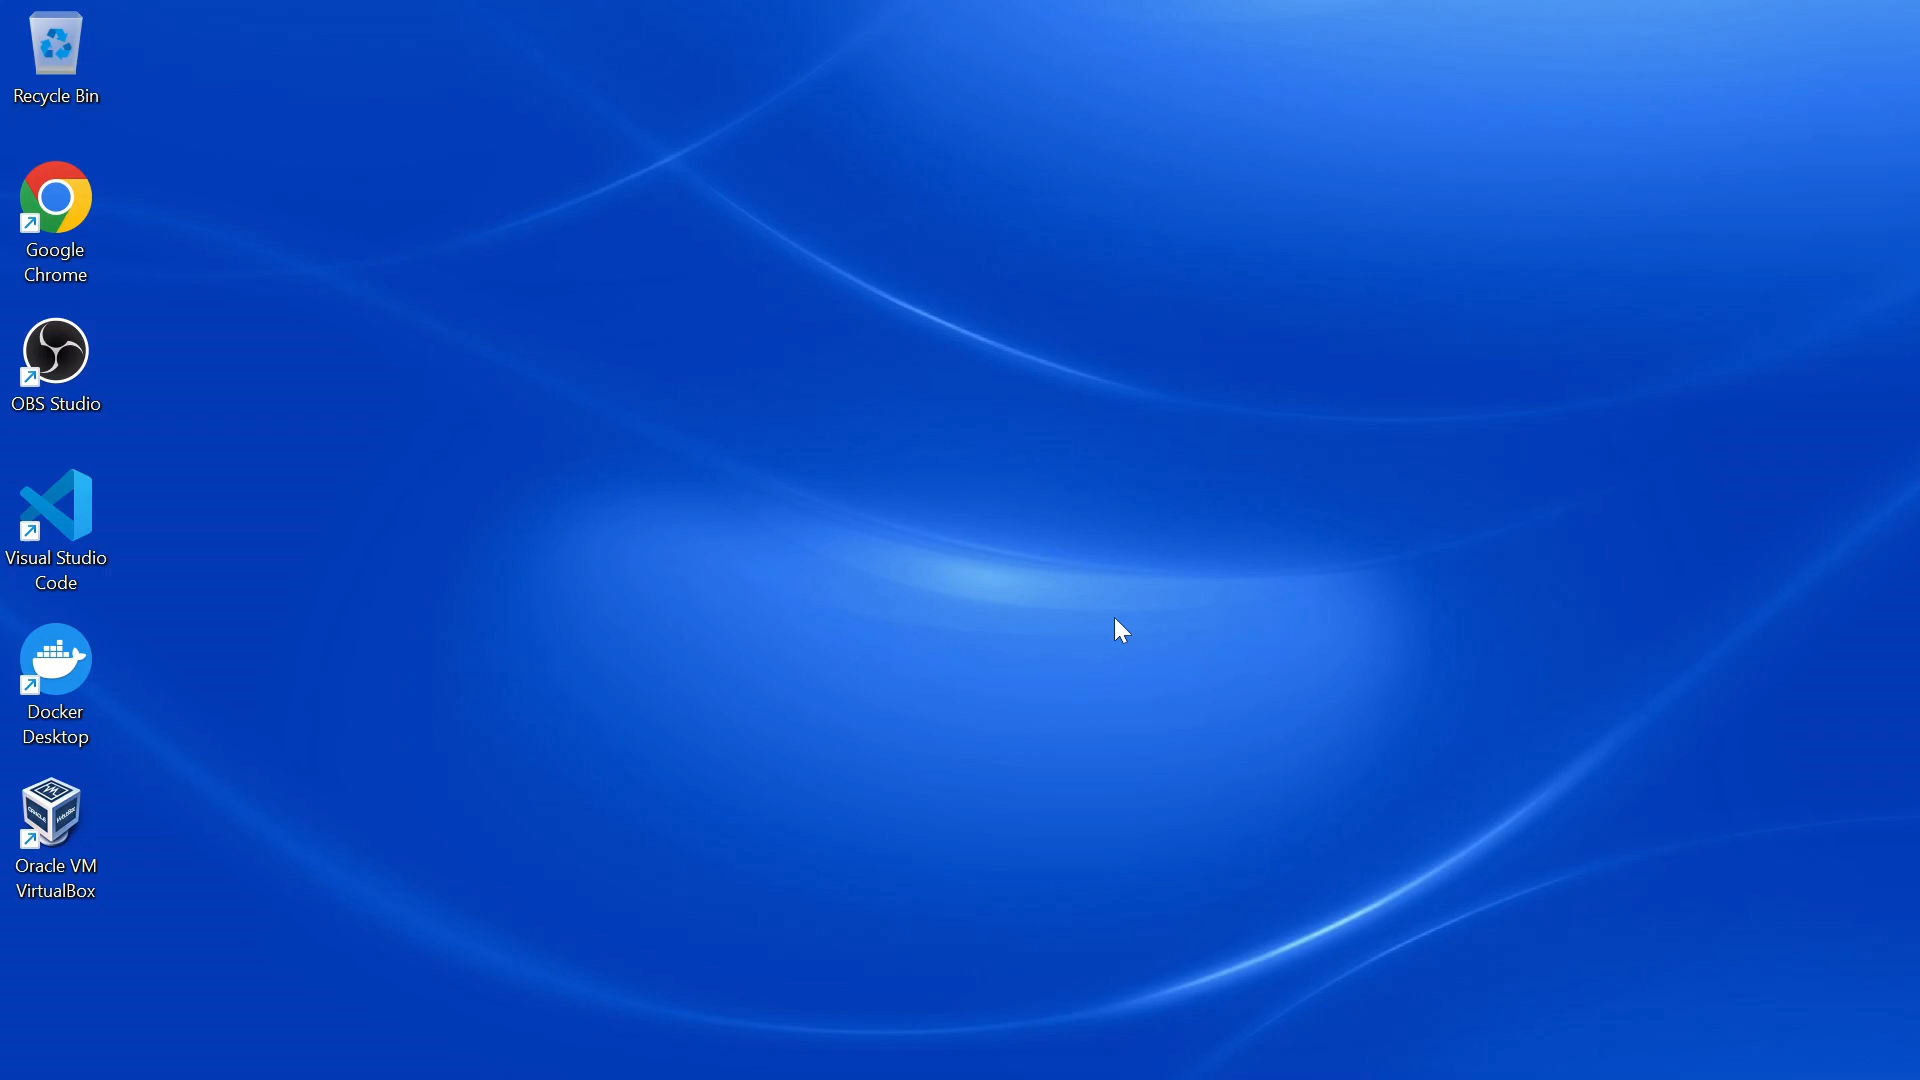 Recycle Bin
Google
Chrome
OBS Studio
Visual Studio
Code
Docker
Desktop
Oracle VM
VirtualBox